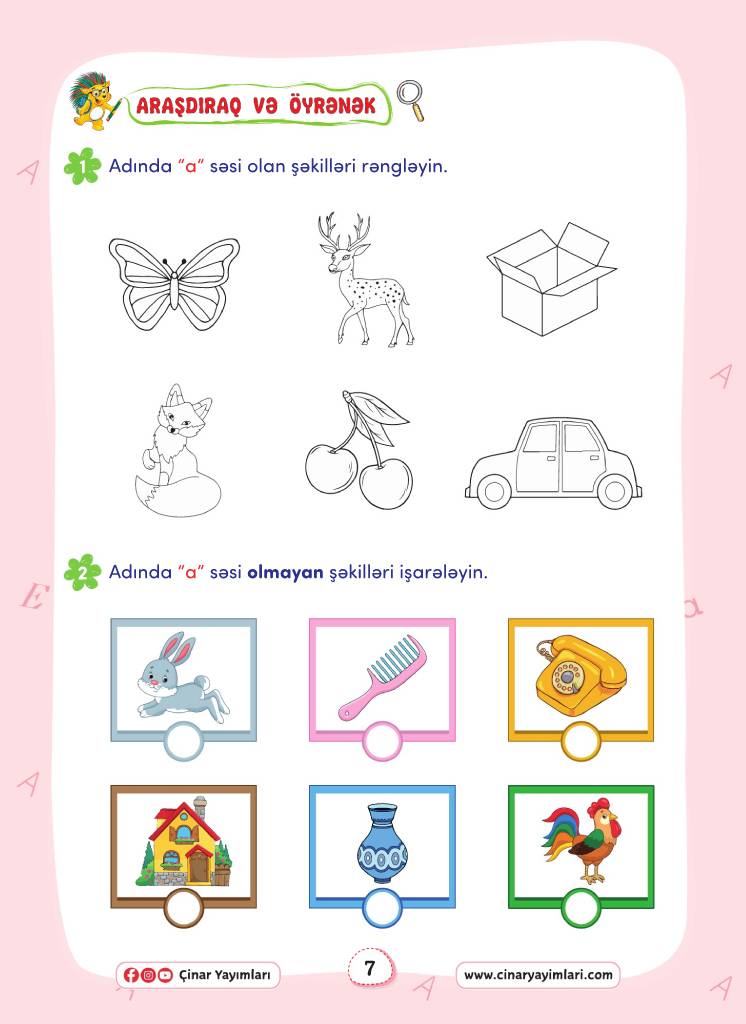 ARAŞDIRAQ VƏ ÖYRƏNƏK
1 Adında “a” səsi olan şəkilləri rəngləyin.
A
A
2 Adında “a” səsi olmayan şəkilləri işarələyin.
E
a
A
Çinar Yayımları
7
www.cinaryayimlari.com
A
A
A